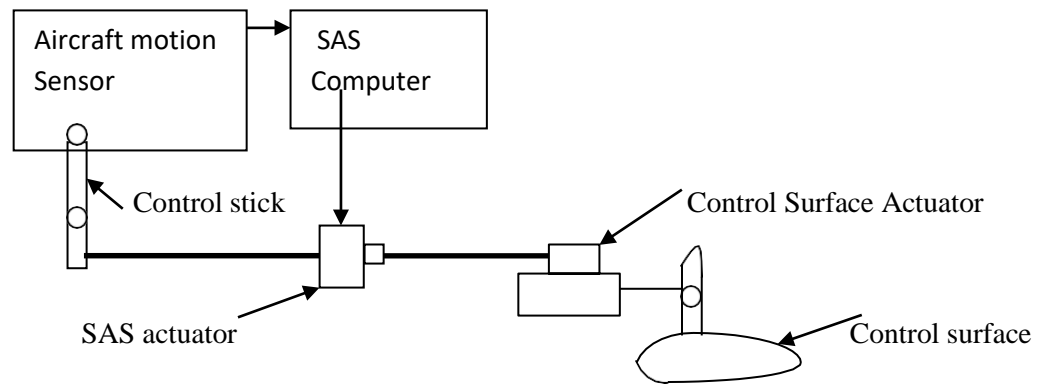 Aircraft motion
Sensor
SAS
Computer
Control stick
Control Surface Actuator
SAS actuator
Control surface